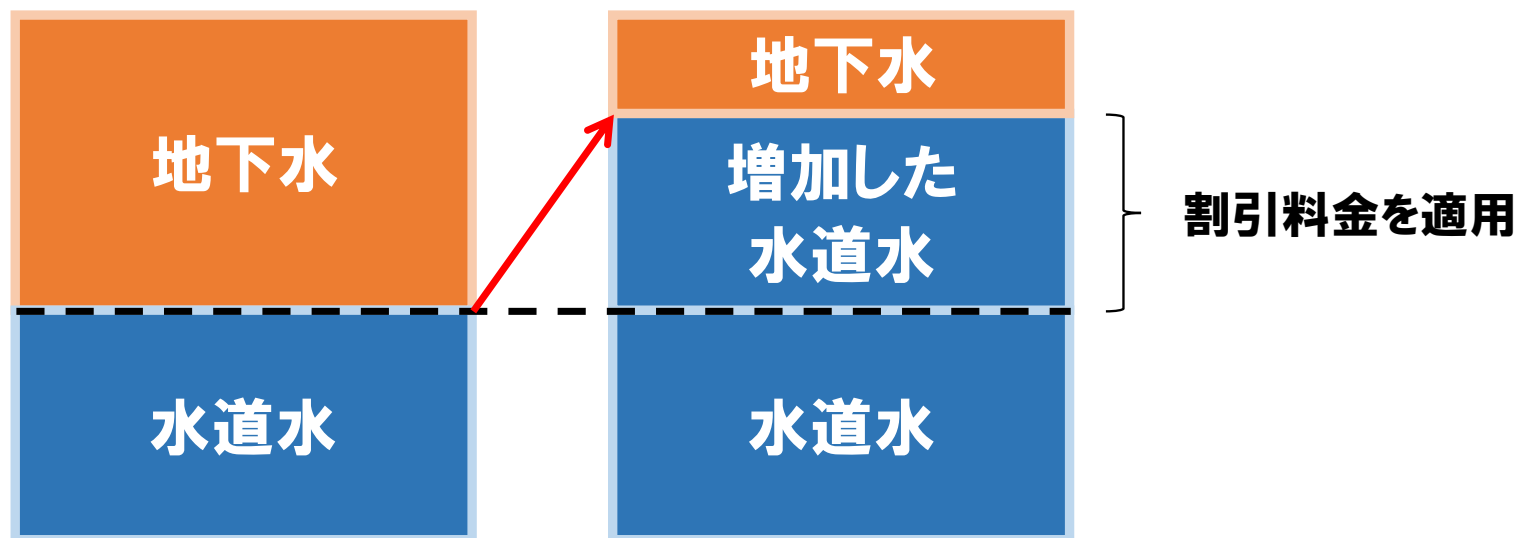 地下水
水道水
地下水
増加した
水道水
水道水
割引料金を適用